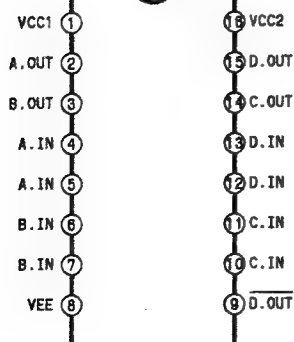 VCC1 1 16 VCC2
A.OUT 2 15 D.OUT
B.OUT 3 14 C.OUT
A.IN 4 13 D.IN
A.IN 5 12 D.IN
B.IN 6 11 C.IN
B.IN 7 10 C.IN
VEE 8 9 D.OUT